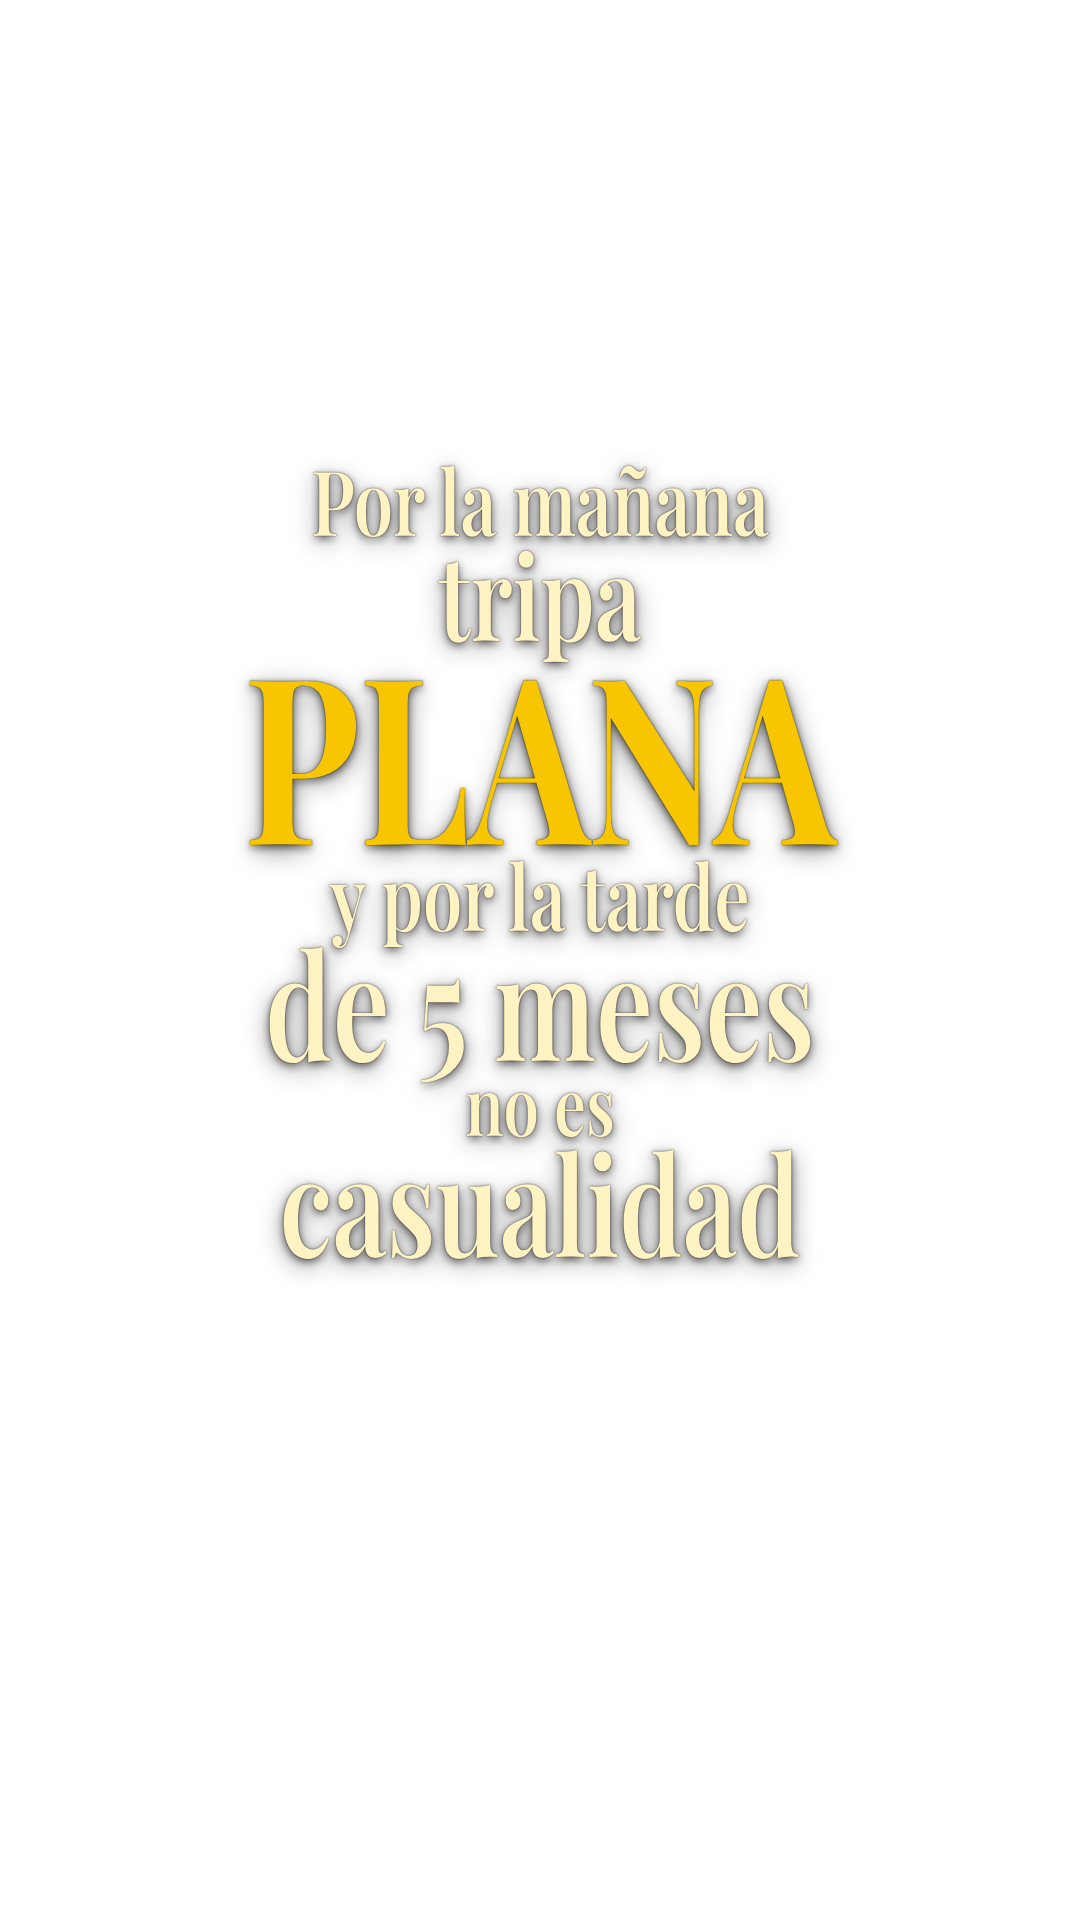 Por la mañana
tripa
PLANA
y por la tarde
de 5 meses
no es
casualidad